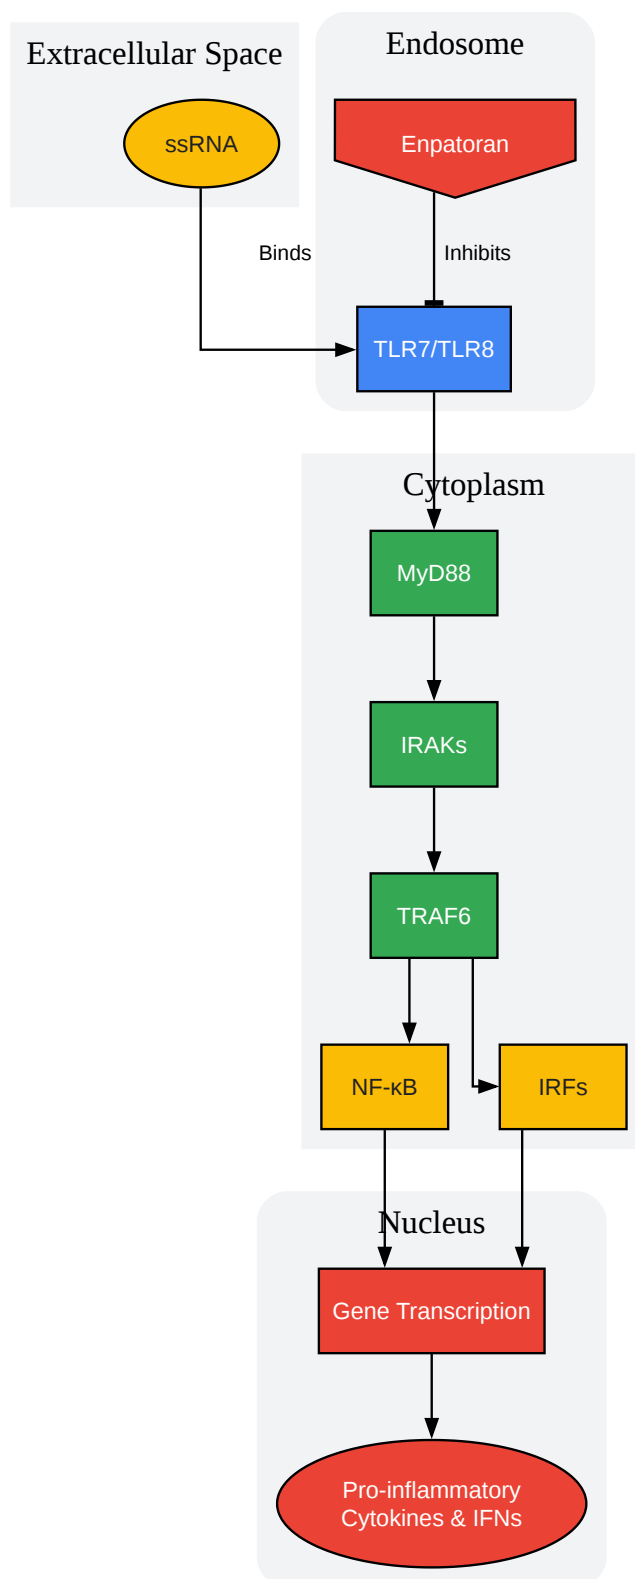 Extracellular Space
Endosome
ssRNA
Enpatoran
Binds
Inhibits
TLR7/TLR8
Cytoplasm
MyD88
IRAKs
TRAF6
NF-κB
IRFs
Nucleus
Gene Transcription
Pro-inflammatory
Cytokines & IFNs